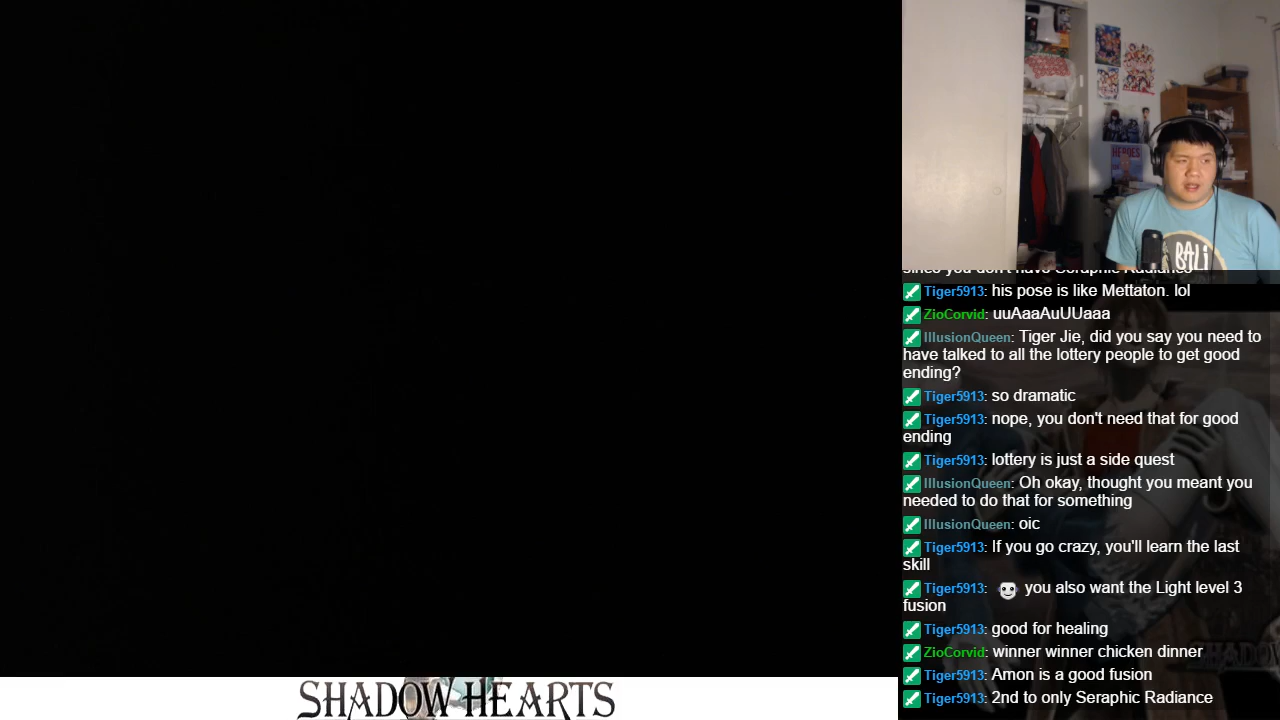 HEROES
BALI
Tiger5913: his pose is like Mettaton. lol
ZioCorvid: uuAaaAuUUaaa
IllusionQueen: Tiger Jie, did you say you need to
have talked to all the lottery people to get good
ending?
Tiger5913: so dramatic
Tiger5913: nope, you don't need that for good
ending
Tiger5913: lottery is just a side quest
IllusionQueen: Oh okay, thought you meant you
needed to do that for something
IllusionQueen: oic
Tiger5913: If you go crazy, you'll learn the last
skill
Tiger5913: you also want the Light level 3
fusion
Tiger5913: good for healing
ZioCorvid: winner winner chicken dinner
Tiger5913: Amon is a good fusion
Tiger5913: 2nd to only Seraphic Radiance
SHADOW HEARTS